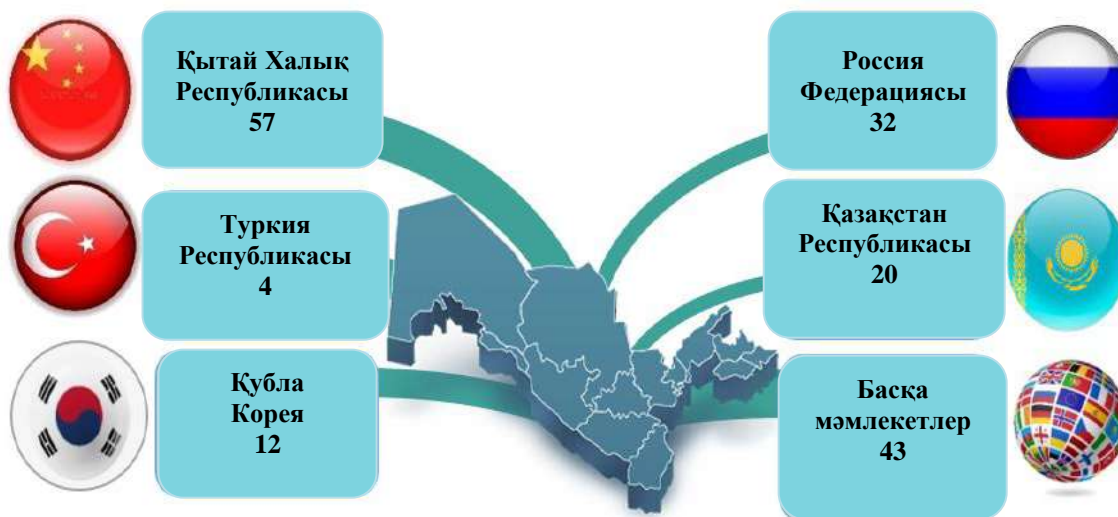 Қытай Халық
Республикасы
57
Туркия
Республикасы
4
Қубла
Корея
12
Россия
Федерациясы
32
Қазақстан
Республикасы
20
Басқа
мәмлекетлер
43